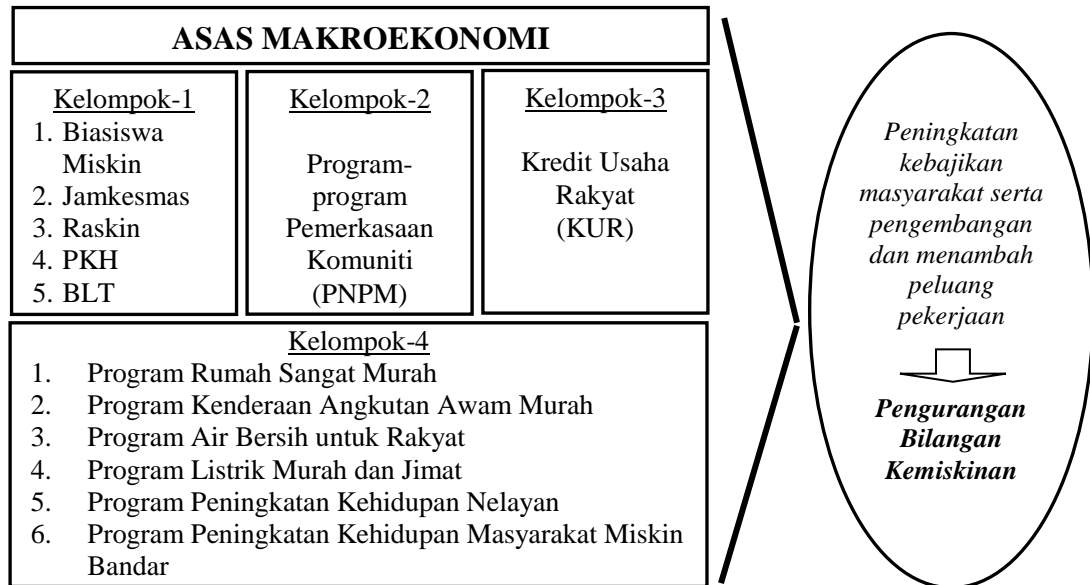 ASAS MAKROEKONOMI
Kelompok-1
1. Biasiswa
Miskin
2. Jamkesmas
3. Raskin
4. PKH
5. BLT
Kelompok-2
Program-
program
Pemerkasaan
Komuniti
(PNPM)
Kelompok-3
Kredit Usaha
Rakyat
(KUR)
Kelompok-4
1. Program Rumah Sangat Murah
2. Program Kenderaan Angkutan Awam Murah
3. Program Air Bersih untuk Rakyat
4. Program Listrik Murah dan Jimat
5. Program Peningkatan Kehidupan Nelayan
6. Program Peningkatan Kehidupan Masyarakat Miskin
Bandar
Peningkatan
kebajikan
masyarakat serta
pengembangan
dan menambah
peluang
pekerjaan
Pengurangan
Bilangan
Kemiskinan